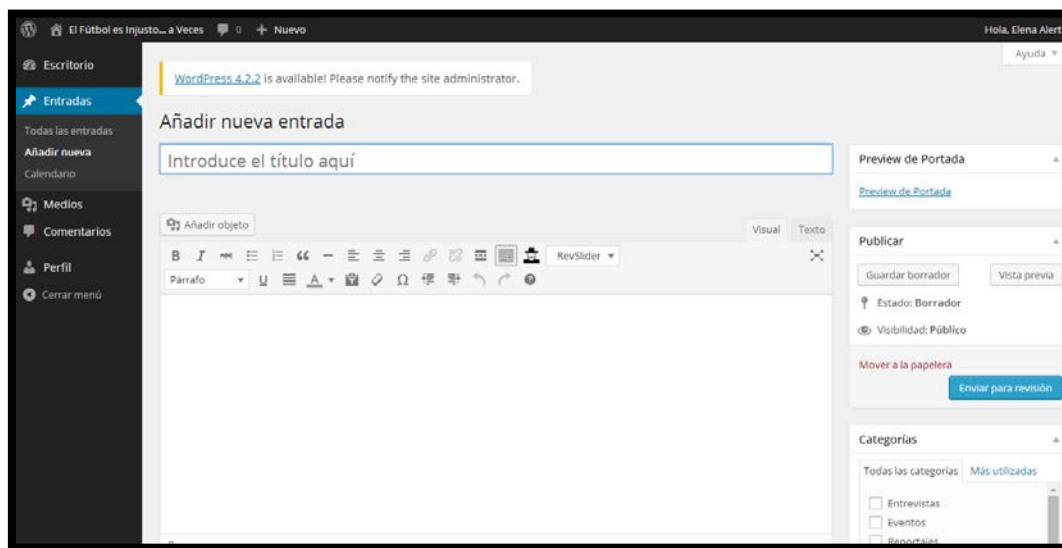 El Fútbol es Injusto... a Veces 0 + Nuevo Hola, Elena Alert
Ayuda
Escritorio
WordPress 4.2.2 is available! Please notify the site administrator.
Entradas
Todas las entradas
Añadir nueva
Calendario
Medios
Comentarios
Perfil
Cerrar menú
Añadir nueva entrada
Introduce el título aquí
Añadir objeto
Visual Texto
B I ABC RevSlider
Párrafo U A Ω
Preview de Portada
Preview de Portada
Publicar
Guardar borrador Vista previa
Estado: Borrador
Visibilidad: Público
Mover a la papelera
Enviar para revisión
Categorías
Todas las categorías Más utilizadas
Entrevistas
Eventos
Reportajes